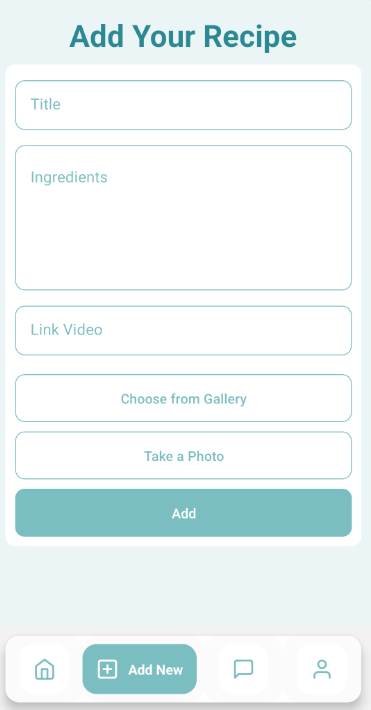 Add Your Recipe
Title
Ingredients
Link Video
Choose from Gallery
Take a Photo
Add
Add New